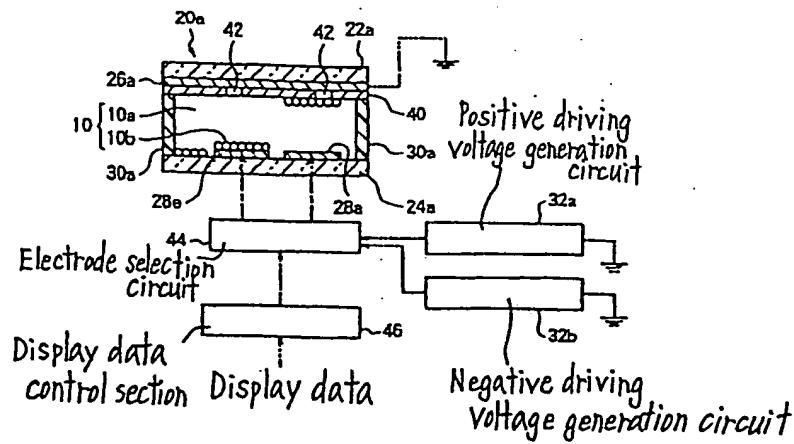 20a
42
42
22a
26a
10
10a
10b
40
30a
30a
28e
28a
24a
Positive driving
voltage generation
circuit
32a
44
Electrode selection
circuit
32b
46
Display data
control section
Display data
Negative driving
voltage generation circuit